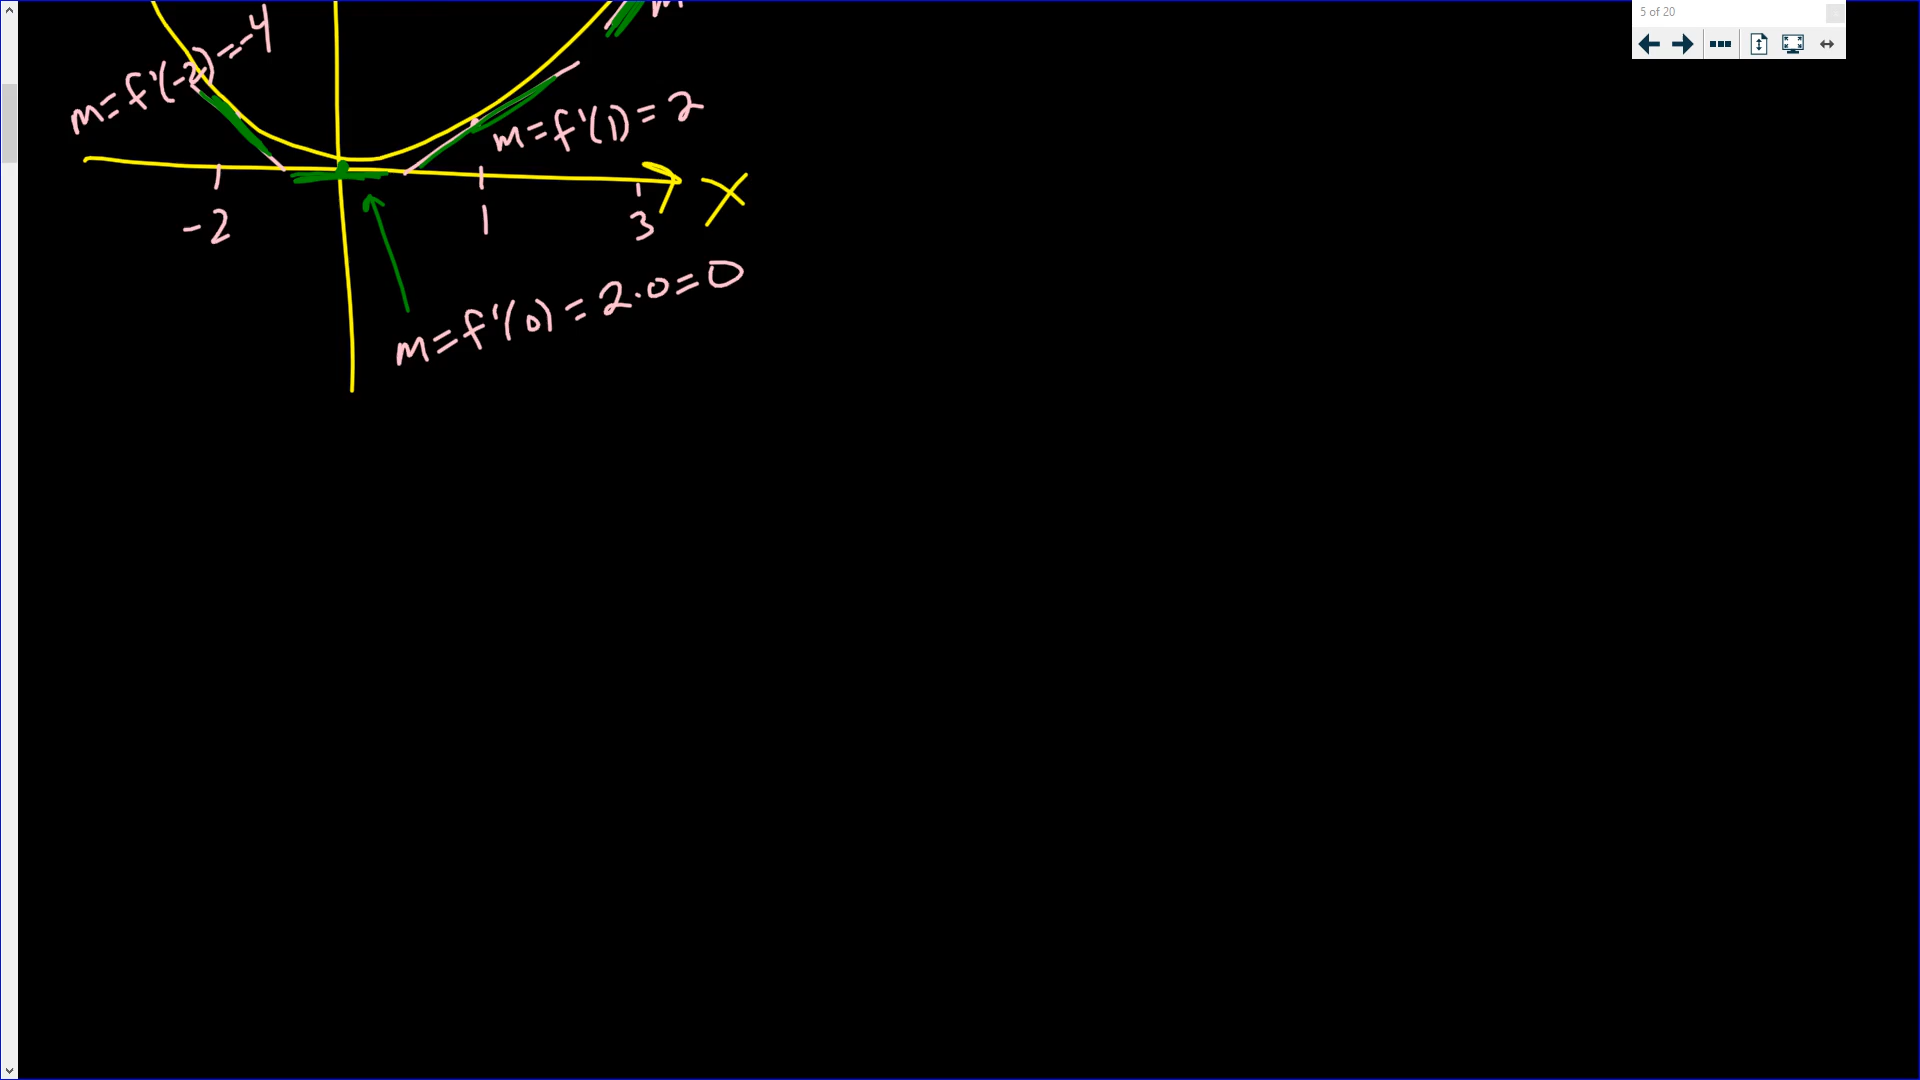 5 of 20
m=f'(-2)=-4
m=f'(1)=2
X
-2 1 3
m=f'(0)=2·0=0